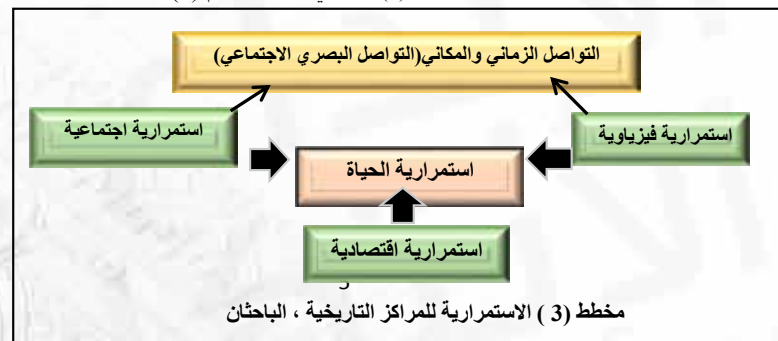 التواصل الزماني والمكاني(التواصل البصري الاجتماعي)
استمرارية فيزياوية
استمرارية اجتماعية
استمرارية الحياة
استمرارية اقتصادية
مخطط (3 ) الاستمرارية للمراكز التاريخية ، الباحثان